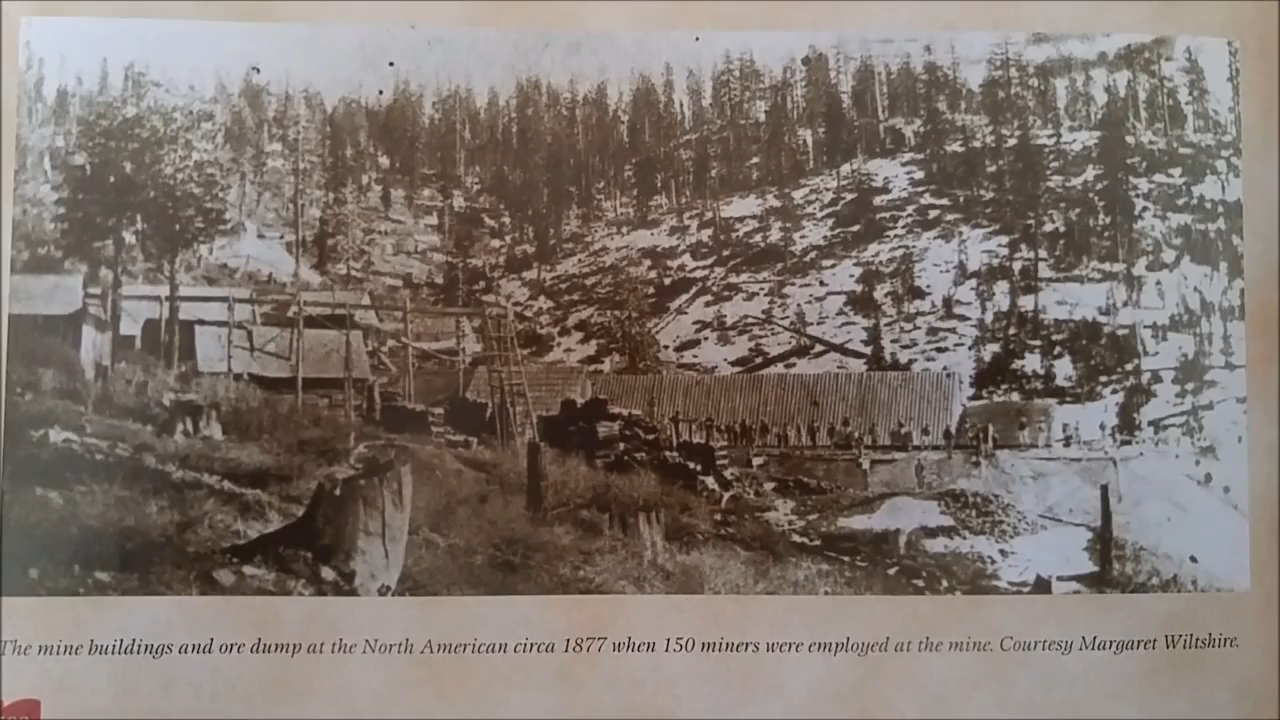 The mine buildings and ore dump at the North American circa 1877 when 150 miners were employed at the mine. Courtesy Margaret Wiltshire.